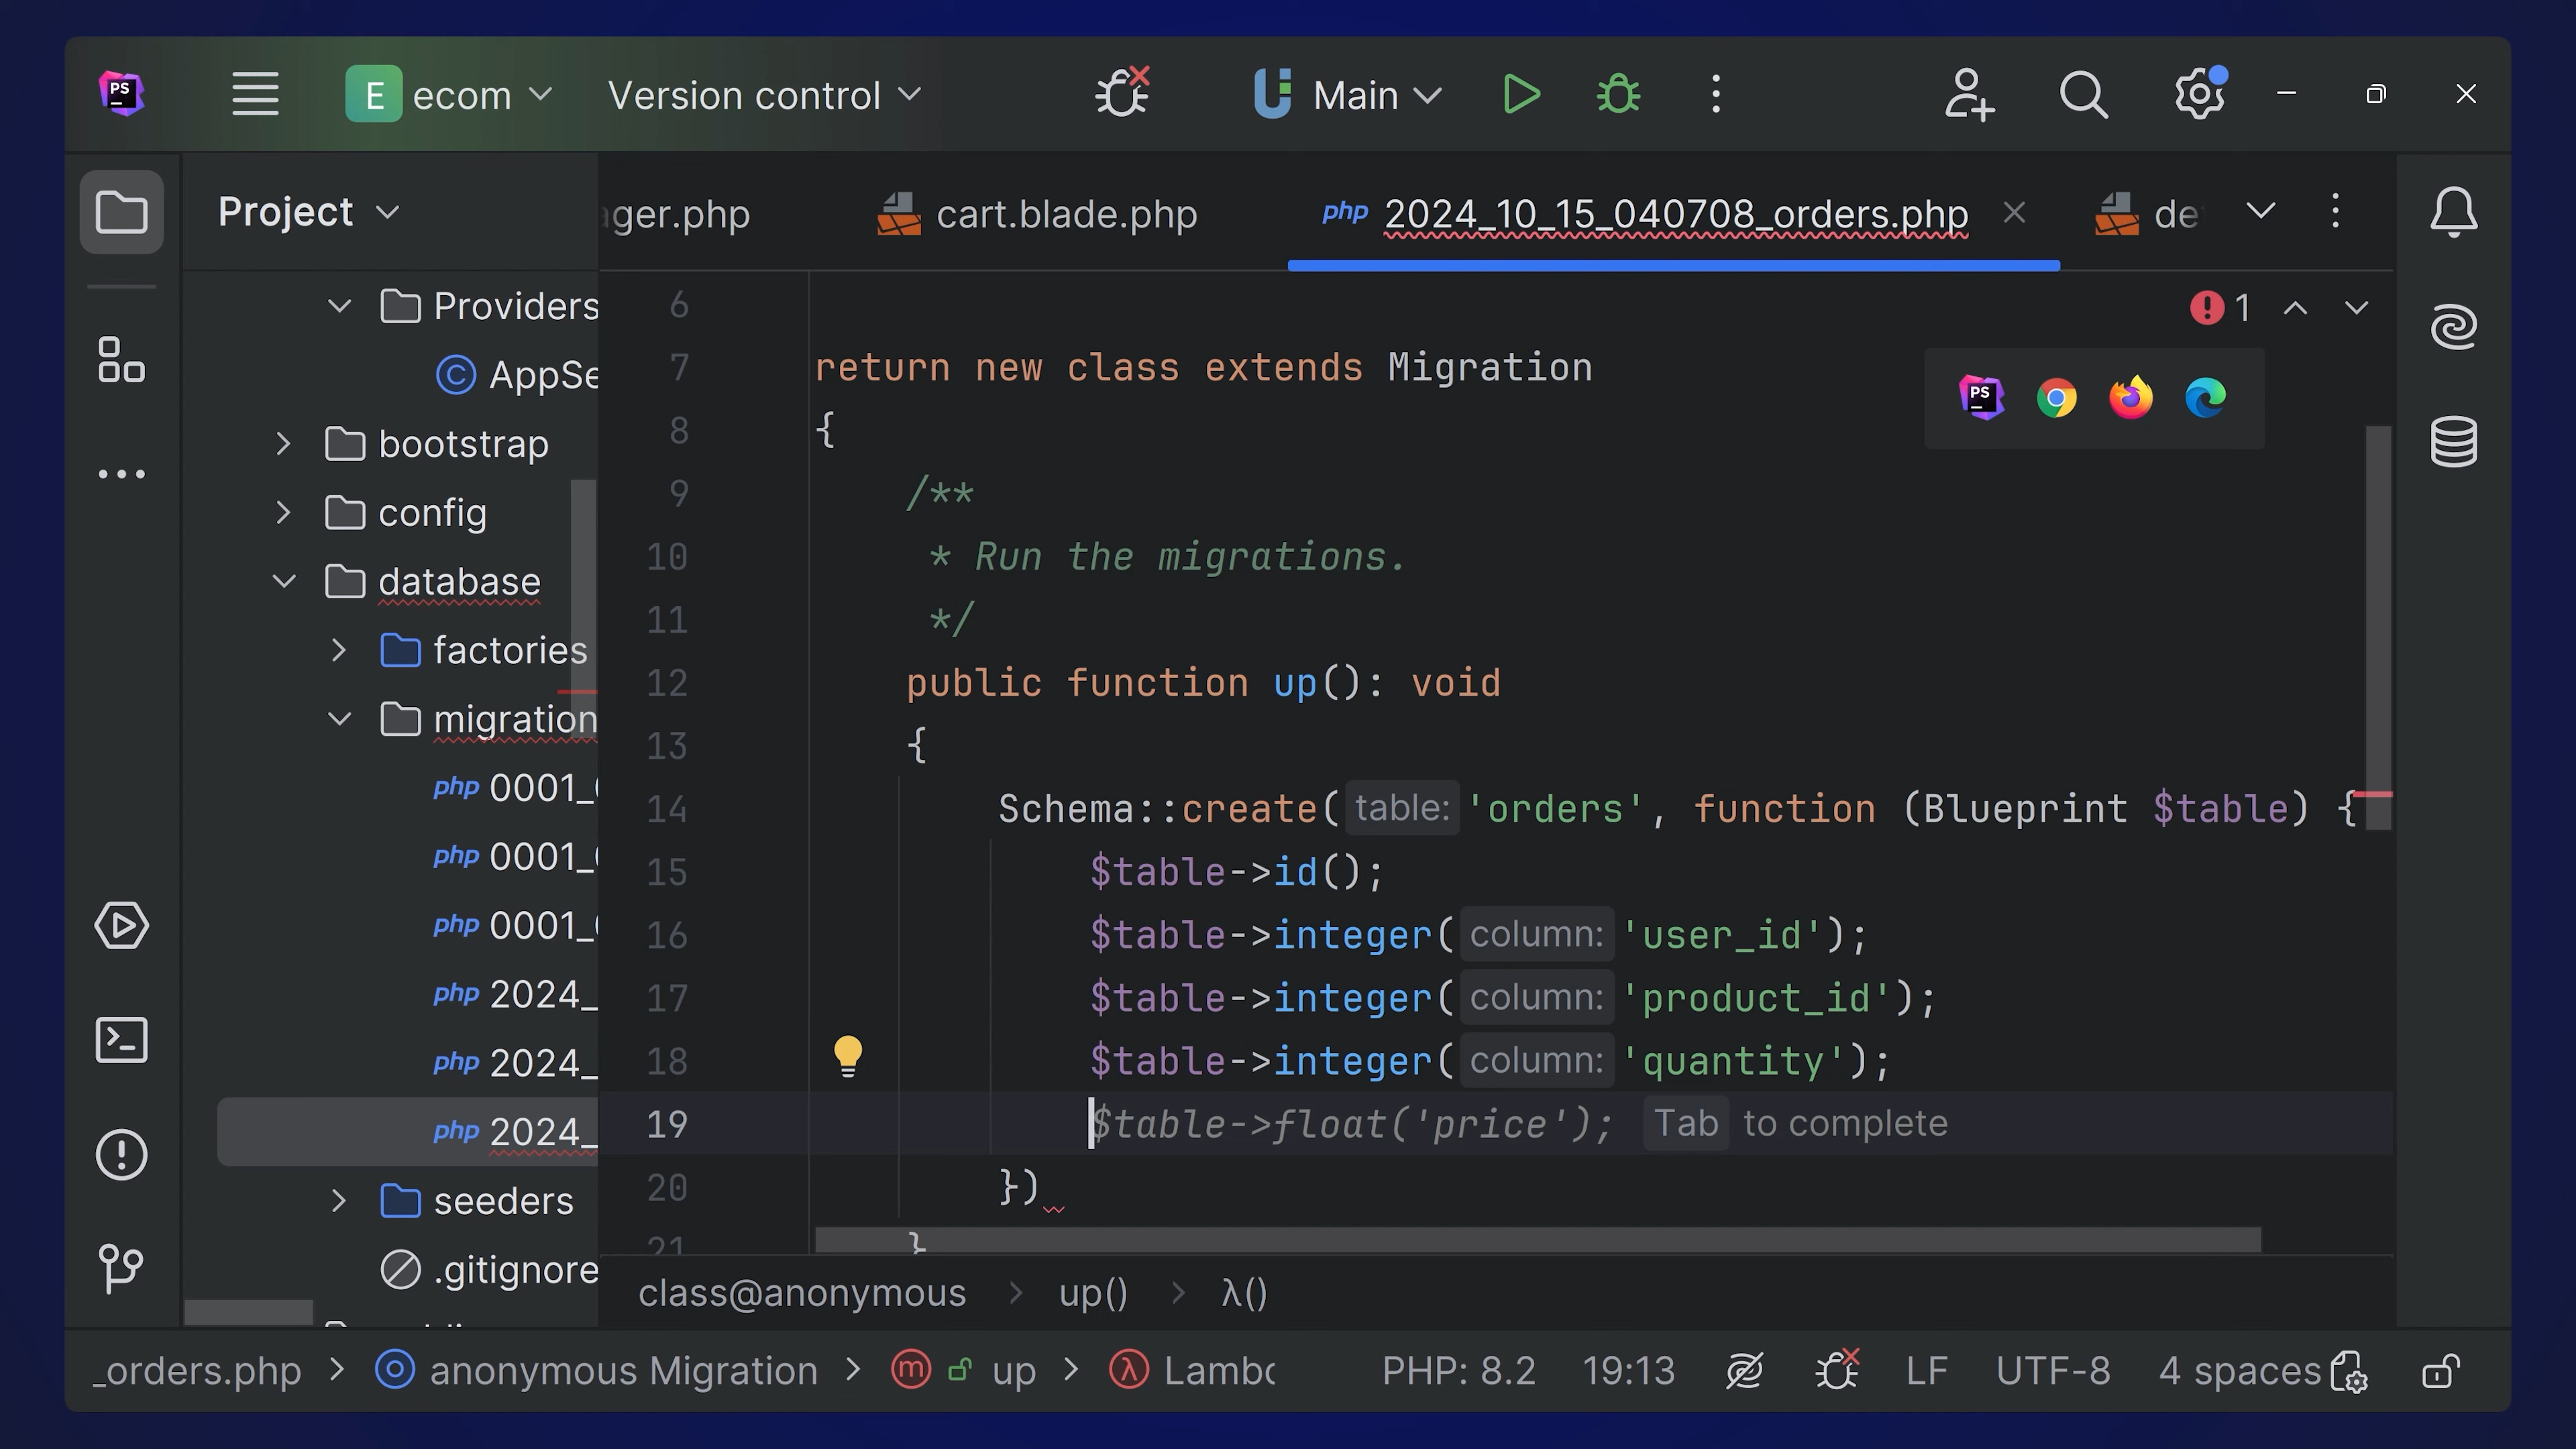 PS
E ecom
Version control
Main
Project
ger.php
cart.blade.php
php 2024_10_15_040708_orders.php
de
Providers
AppSe
bootstrap
config
database
factories
migration
php 0001_
php 0001_
php 0001_
php 2024_
php 2024_
php 2024_
seeders
.gitignore
1
PS
6
7 return new class extends Migration
8 {
9 /**
10 * Run the migrations.
11 */
12 public function up(): void
13 {
14 Schema::create( table: 'orders', function (Blueprint $table) {
15 $table->id();
16 $table->integer( column: 'user_id');
17 $table->integer( column: 'product_id');
18 $table->integer( column: 'quantity');
19 $table->float('price'); Tab to complete
20 })
21 }
class@anonymous > up() > λ()
_orders.php > anonymous Migration > m up > λ Lambd
PHP: 8.2 19:13 LF UTF-8 4 spaces